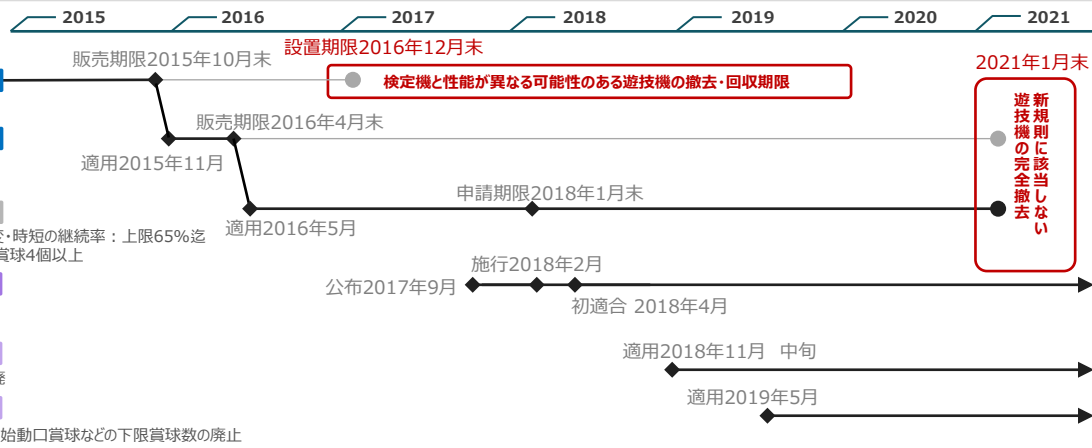 2015 2016 2017 2018 2019 2020 2021
設置期限2016年12月末
販売期限2015年10月末
2021年1月末
検定機と性能が異なる可能性のある遊技機の撤去・回収期限
新規則に該当しない
遊技機の完全撤去
販売期限2016年4月末
適用2015年11月
申請期限2018年1月末
適用2016年5月
・時短の継続率：上限65%迄
賞球4個以上
施行2018年2月
公布2017年9月
初適合 2018年4月
適用2018年11月 中旬
適用2019年5月
始動口賞球などの下限賞球数の廃止